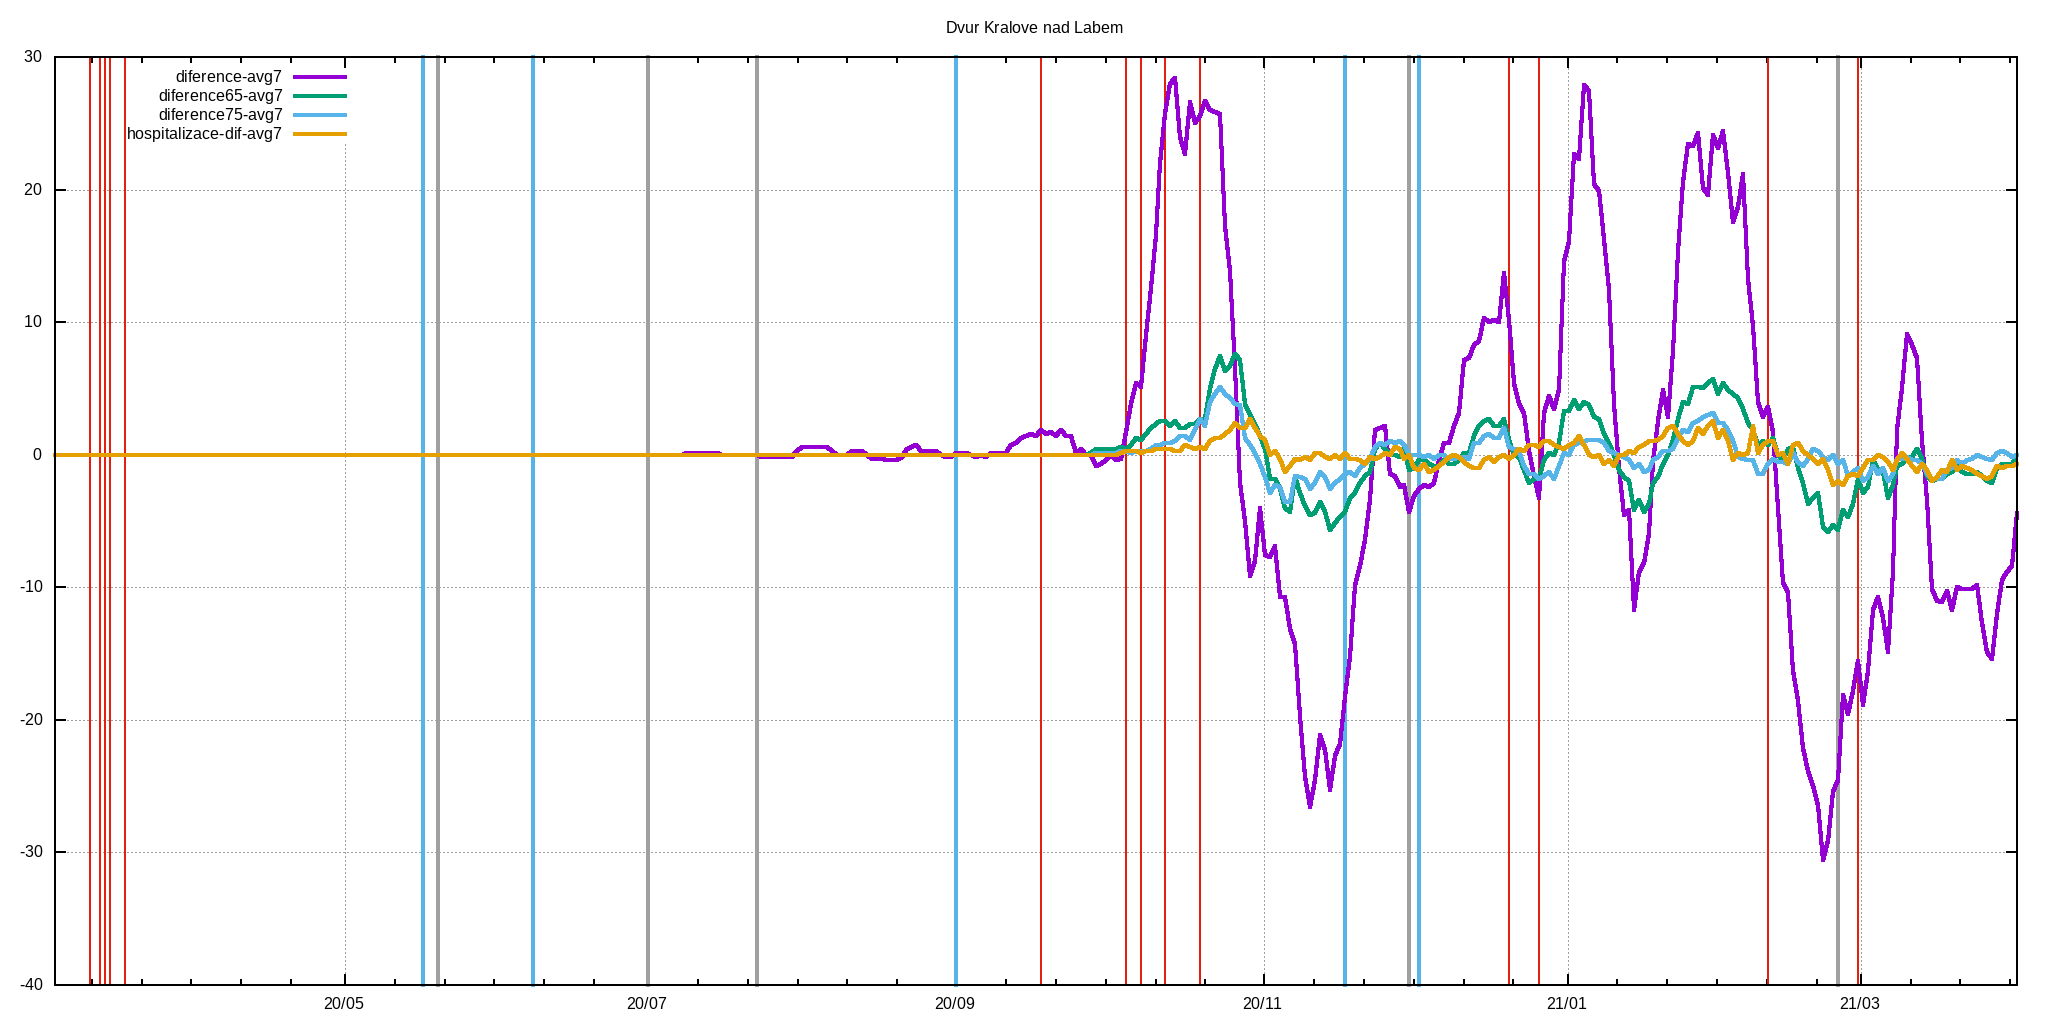 Dvur Kralove nad Labem
30
20
10
0
-10
-20
-30
-40
diference-avg7
diference65-avg7
diference75-avg7
hospitalizace-dif-avg7
20/05
20/07
20/09
20/11
21/01
21/03